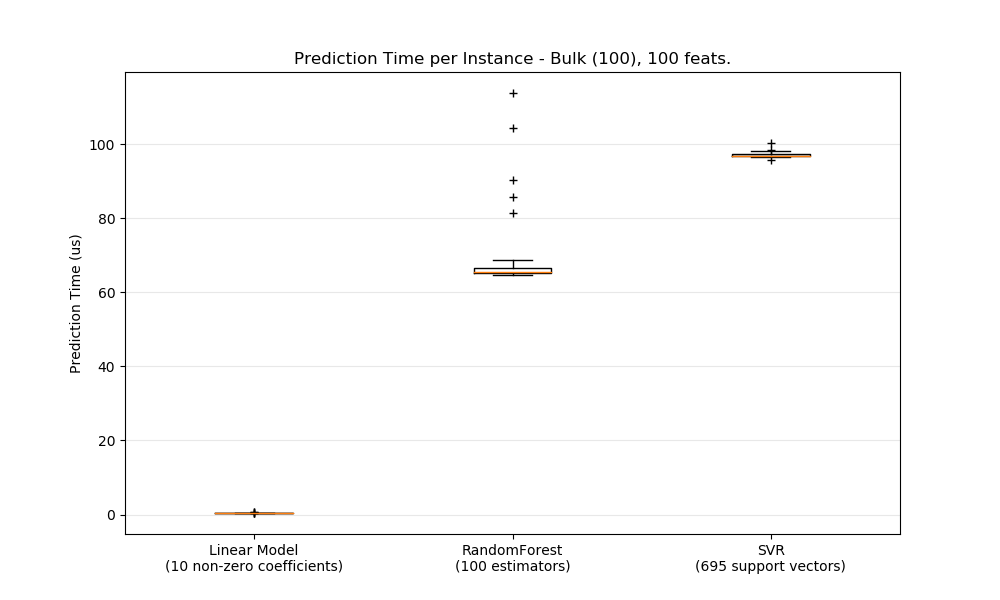 Prediction Time per Instance - Bulk (100), 100 feats.
Prediction Time (us)
100
80
60
40
20
0
Linear Model
(10 non-zero coefficients)
RandomForest
(100 estimators)
SVR
(695 support vectors)